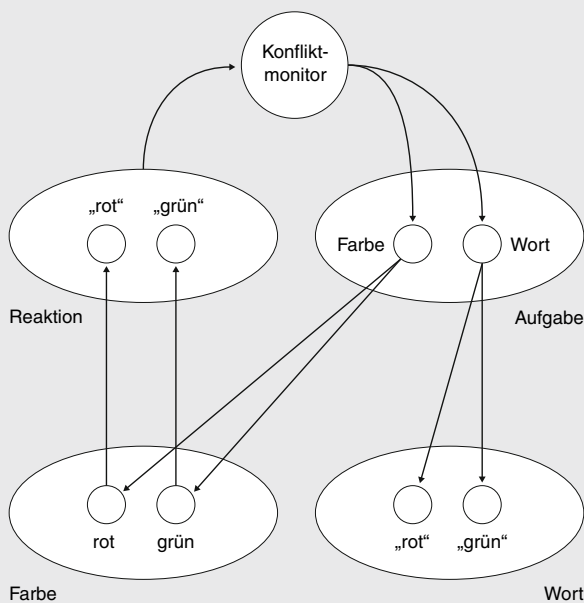 Konflikt-
monitor
„rot“ „grün“
Farbe Wort
Reaktion
Aufgabe
rot grün
„rot“ „grün“
Farbe
Wort